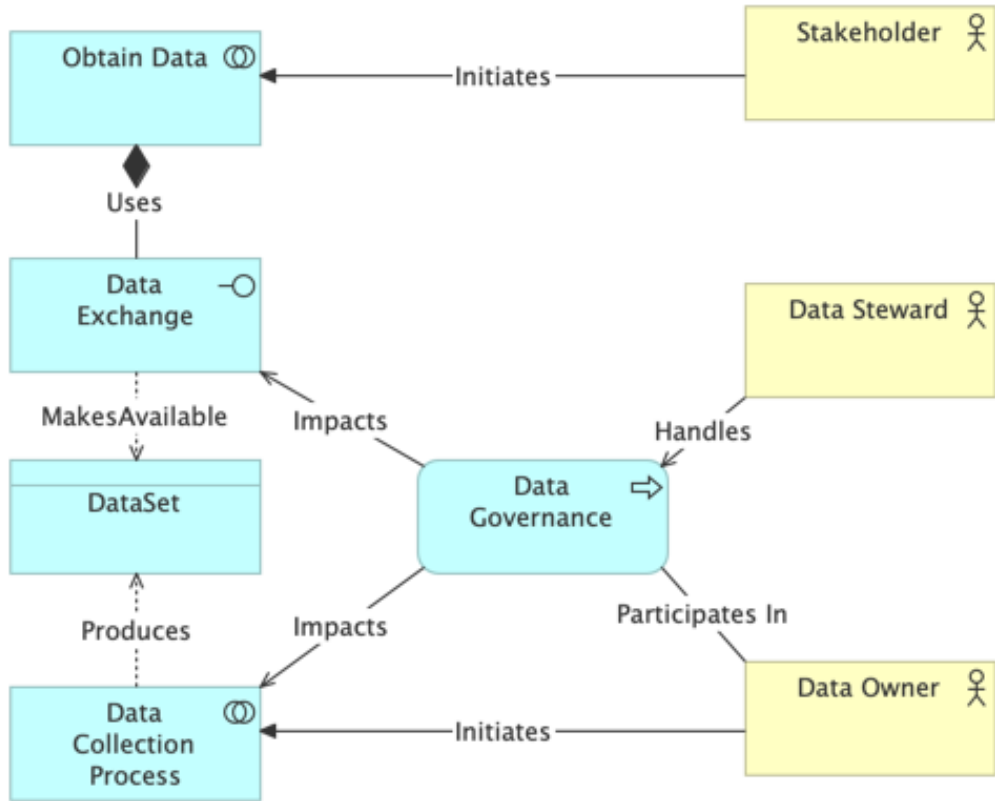 Obtain Data
Stakeholder
Initiates
Uses
Data
Exchange
Data Steward
MakesAvailable
Impacts
Handles
DataSet
Data
Governance
Produces
Impacts
Participates In
Data
Collection
Process
Initiates
Data Owner